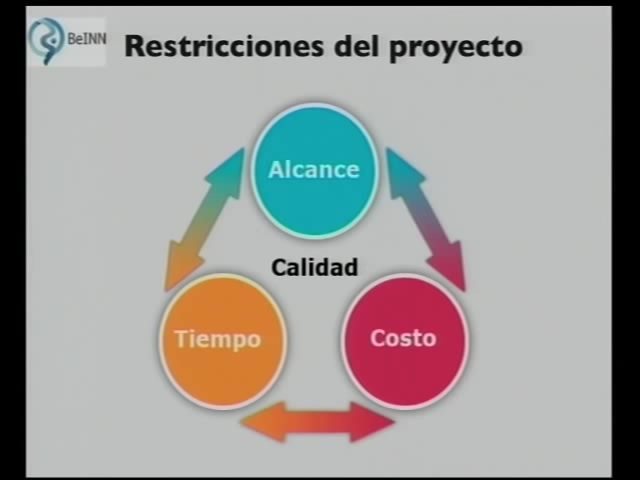 BeINN
Restricciones del proyecto
Alcance
Calidad
Tiempo
Costo